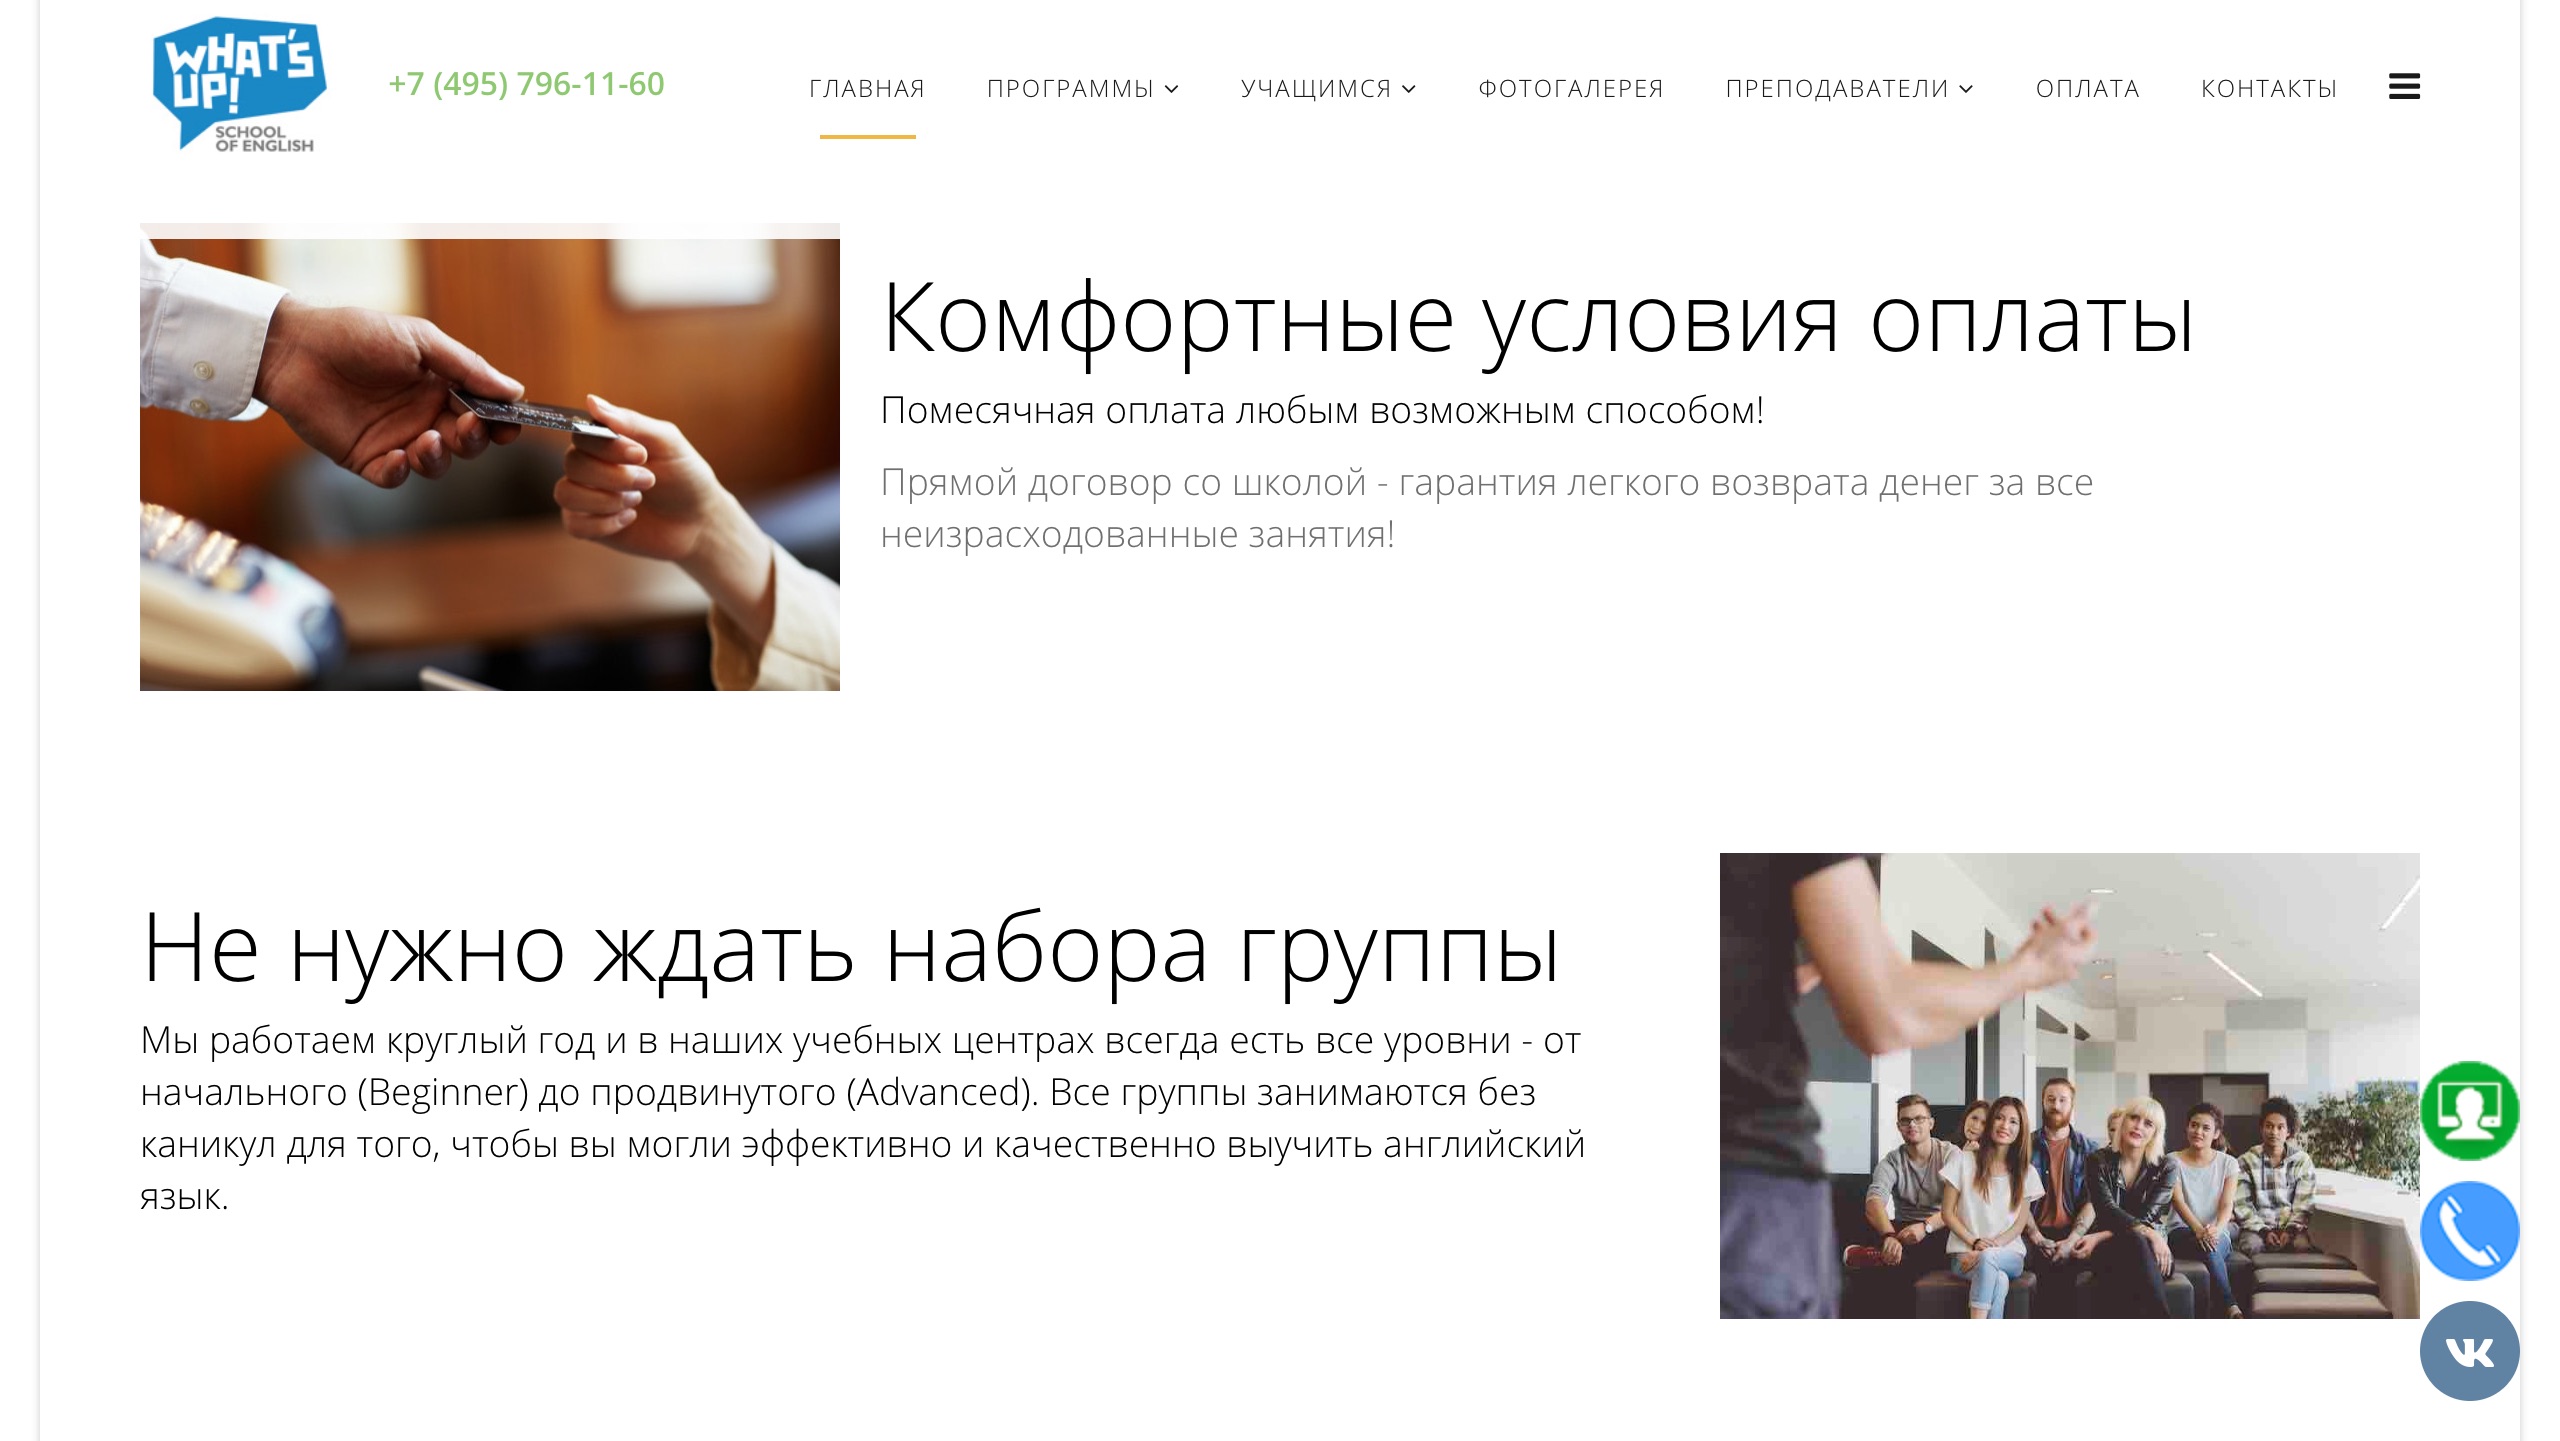 WHAT'S
UP!
SCHOOL
OF ENGLISH
+7 (495) 796-11-60
ГЛАВНАЯ
ПРОГРАММЫ
УЧАЩИМСЯ
ФОТОГАЛЕРЕЯ
ПРЕПОДАВАТЕЛИ
ОПЛАТА
КОНТАКТЫ
Комфортные условия оплаты
Помесячная оплата любым возможным способом!
Прямой договор со школой - гарантия легкого возврата денег за все
неизрасходованные занятия!
Не нужно ждать набора группы
Мы работаем круглый год и в наших учебных центрах всегда есть все уровни - от
начального (Beginner) до продвинутого (Advanced). Все группы занимаются без
каникул для того, чтобы вы могли эффективно и качественно выучить английский
язык.